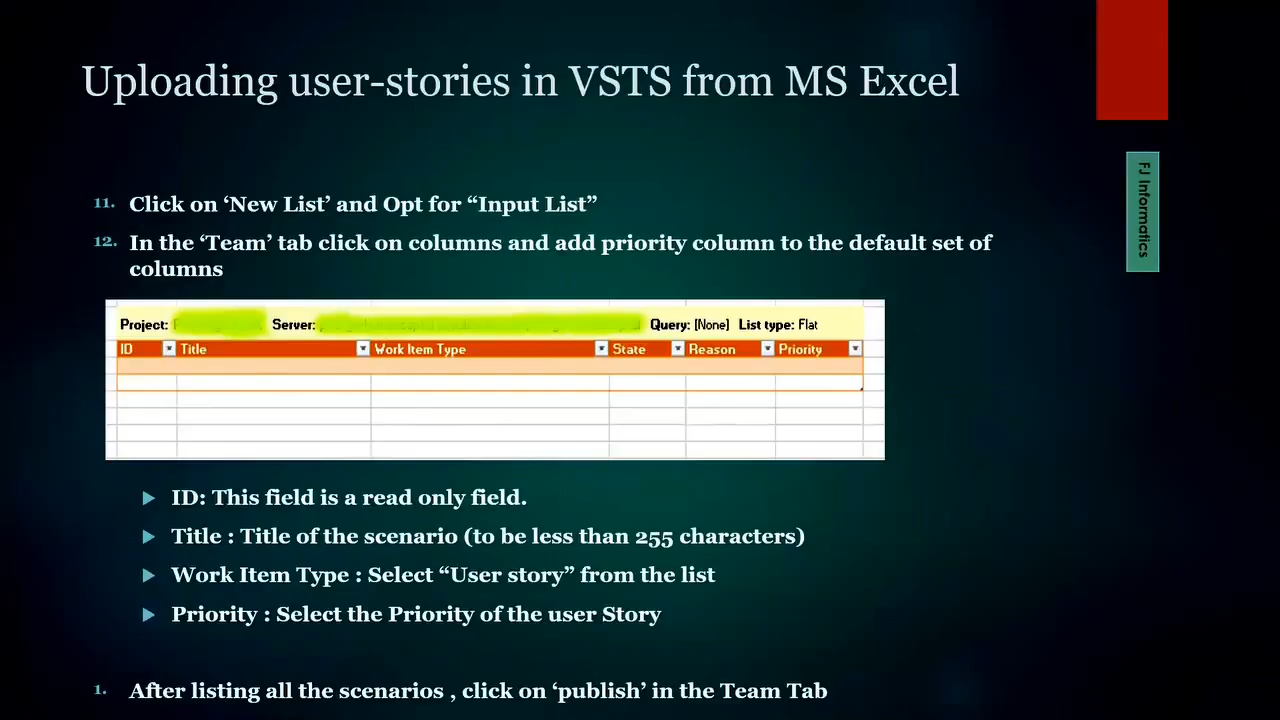 Uploading user-stories in VSTS from MS Excel
FJ Informatics
11. Click on ‘New List’ and Opt for “Input List”
12. In the ‘Team’ tab click on columns and add priority column to the default set of
columns
Project: Server: Query: [None] List type: Flat
ID Title Work Item Type State Reason Priority
ID: This field is a read only field.
Title : Title of the scenario (to be less than 255 characters)
Work Item Type : Select “User story” from the list
Priority : Select the Priority of the user Story
1. After listing all the scenarios , click on ‘publish’ in the Team Tab